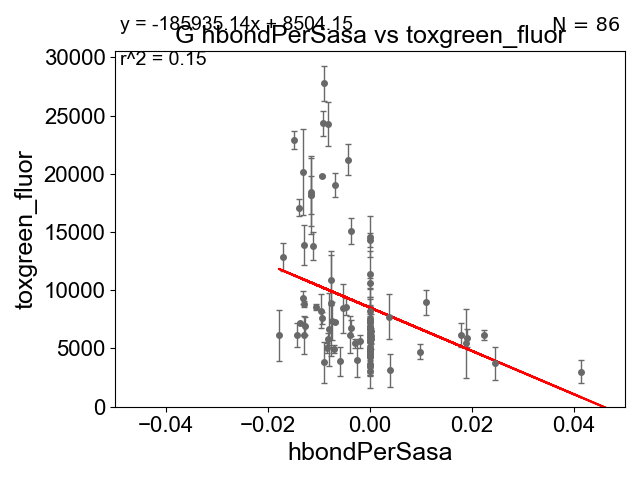 y = -185935.14x + 8504.15
N = 86
G hbondPerSasa vs toxgreen_fluor
r^2 = 0.15
30000
25000
20000
15000
10000
5000
0
toxgreen_fluor
−0.04 −0.02 0.00 0.02 0.04
hbondPerSasa